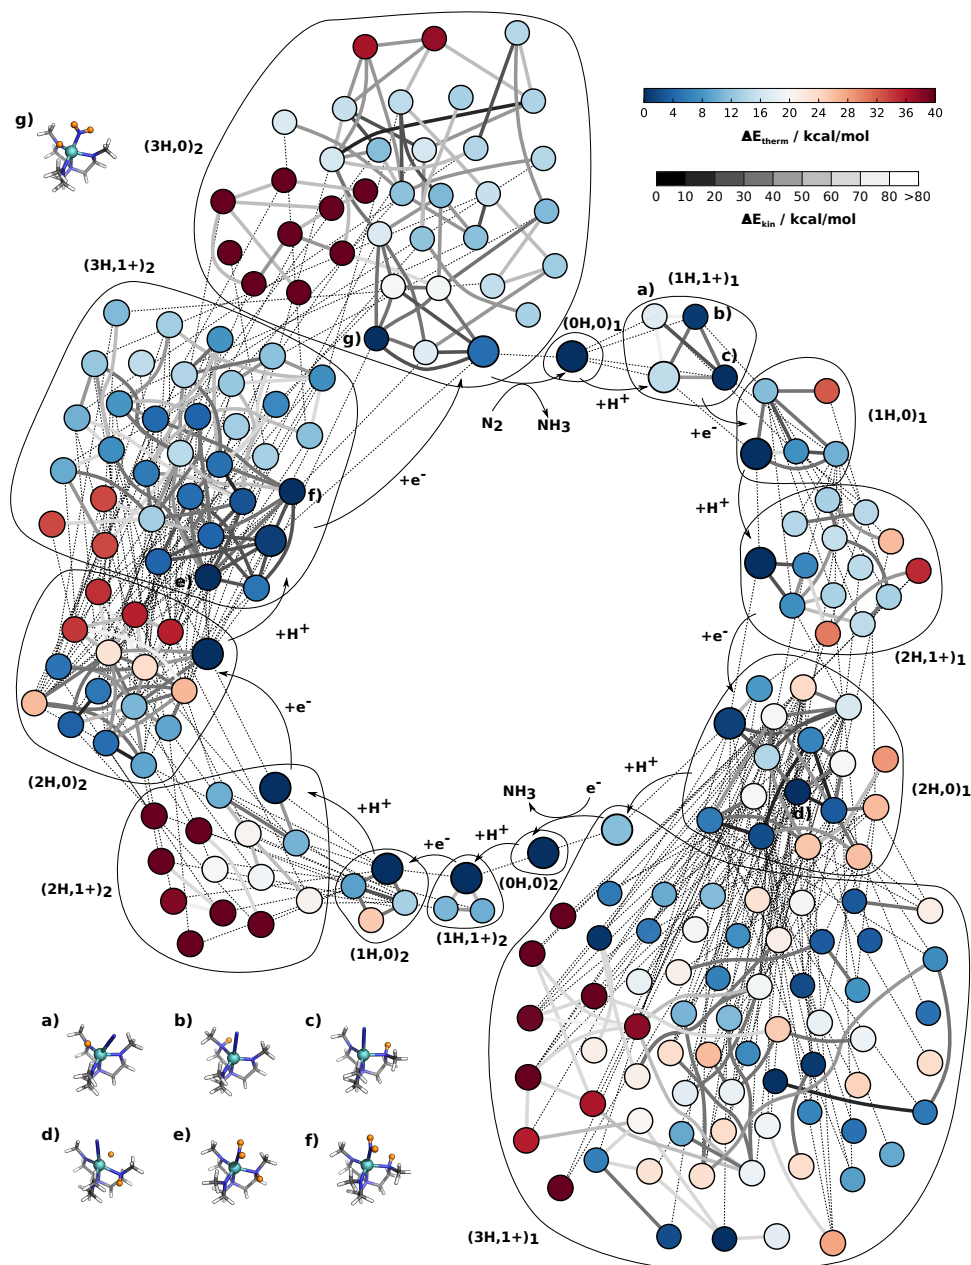 g)
(3H,0)2
0 4 8 12 16 20 24 28 32 36 40
ΔEtherm / kcal/mol
0 10 20 30 40 50 60 70 80 >80
ΔEkin / kcal/mol
(3H,1+)2
(1H,1+)1
a)
b)
(0H,0)1
g)
c)
+H+
N2
NH3
(1H,0)1
+e-
+e-
f)
+H+
e)
+H+
+e-
(2H,1+)1
+e-
(2H,0)2
+H+
(2H,0)1
NH3
e-
d)
+H+
+H+
+e-
(0H,0)2
(2H,1+)2
(1H,1+)2
(1H,0)2
a)
b)
c)
d)
e)
f)
(3H,1+)1